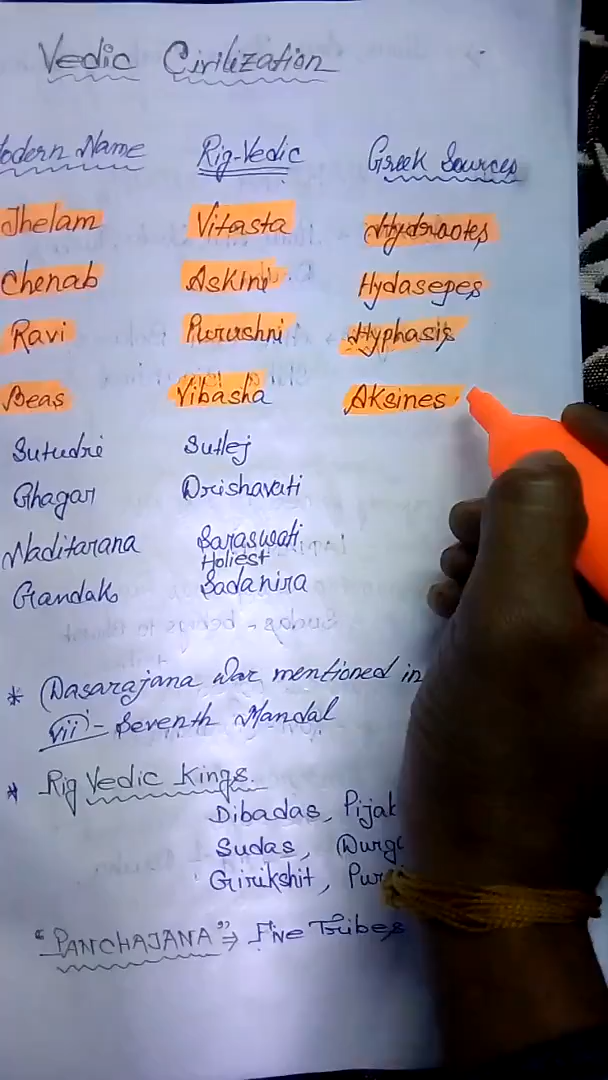 Vedic Civilization
Modern Name Rig-Vedic Greek Sources
Jhelam Vitasta Hydraotes
Chenab Askini Hydasepes
Ravi Purushni Hyphasis
Beas Vibasha Aksines
Sutudri Sutlej
Ghagar Drishavati
Naditarana Saraswati
Holiest
Gandak Sadanira
* Dasarajana war mentioned in
vii - Seventh Mandal
* Rig Vedic Kings.
Dibadas, Pijak
Sudas, Durg
Girikshit, Pur
"PANCHAJANA" ⇒ Five Tribes